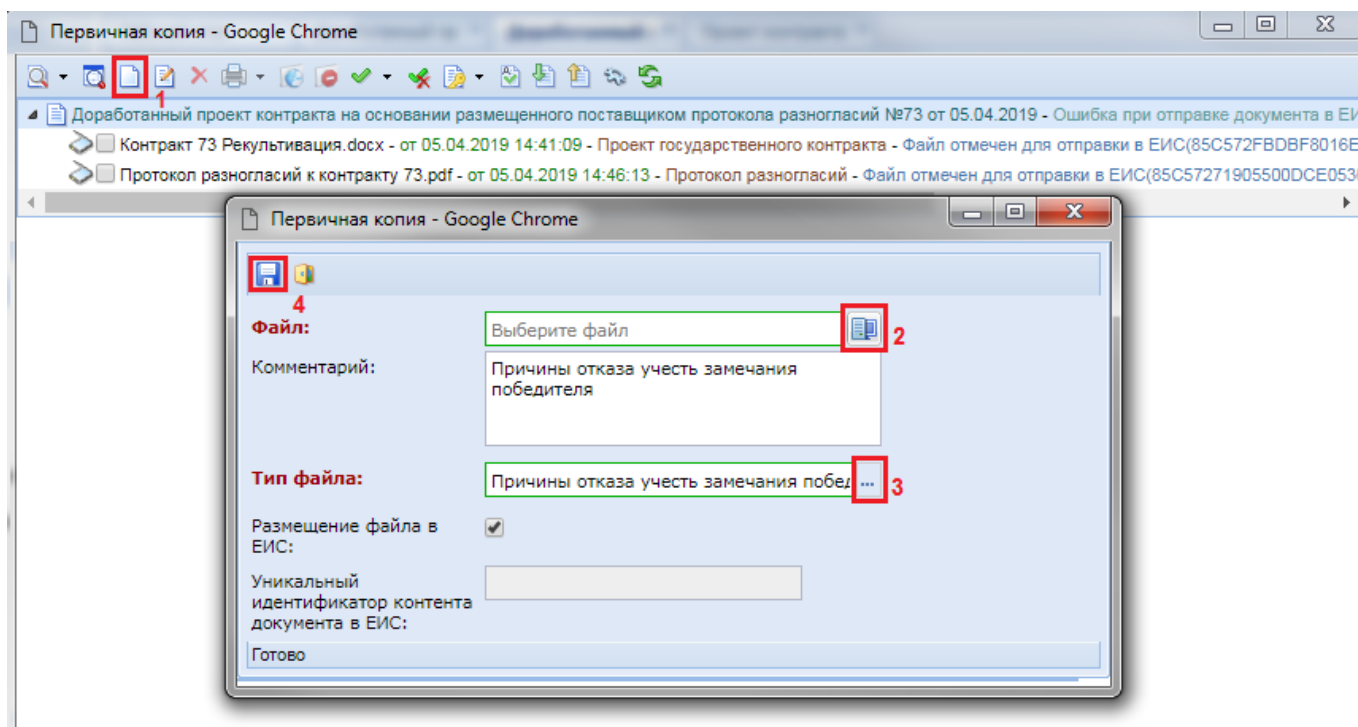 Первичная копия - Google Chrome
1
Доработанный проект контракта на основании размещенного поставщиком протокола разногласий №73 от 05.04.2019 - Ошибка при отправке документа в ЕИ
Контракт 73 Рекультивация.docx - от 05.04.2019 14:41:09 - Проект государственного контракта - Файл отмечен для отправки в ЕИС(85C572FBDBF8016E
Протокол разногласий к контракту 73.pdf - от 05.04.2019 14:46:13 - Протокол разногласий - Файл отмечен для отправки в ЕИС(85C57271905500DCE053
Первичная копия - Google Chrome
4
Файл:
Выберите файл
2
Комментарий:
Причины отказа учесть замечания
победителя
Тип файла:
Причины отказа учесть замечания побед
...
3
Размещение файла в
ЕИС:
Уникальный
идентификатор контента
документа в ЕИС:
Готово